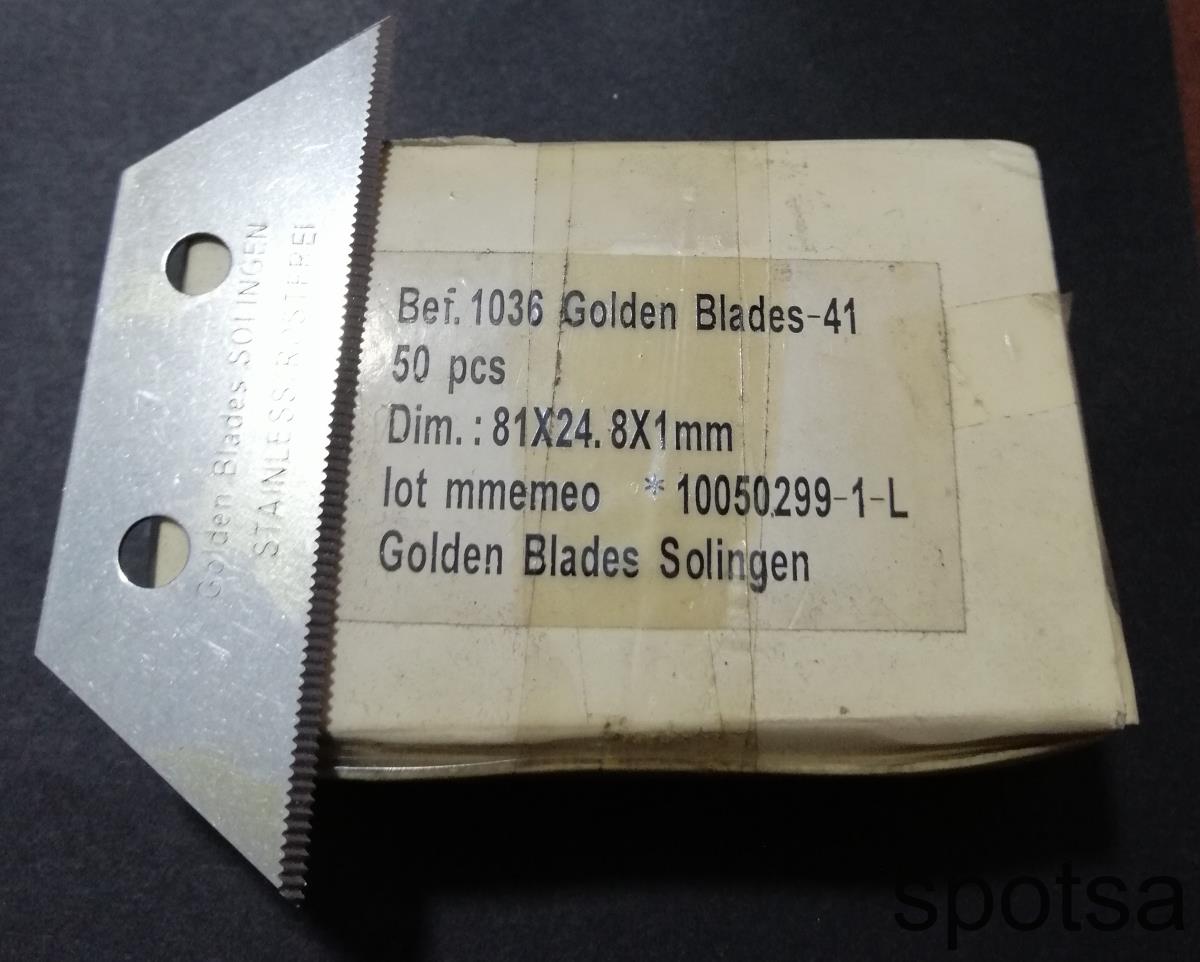 Golden Blades SOLINGEN
STAINLESS ROSTFREI
Bef. 1036 Golden Blades-41
50 pcs
Dim. : 81X24. 8X1mm
lot mmemeo * 10050299-1-L
Golden Blades Solingen
spotsa